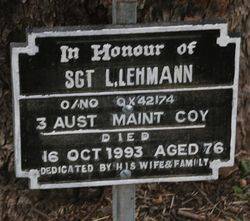 In Honour of
SGT L.LEHMANN
O/NO QX42174
3 AUST MAINT COY
DIED
16 OCT 1993 AGED 76
DEDICATED BY HIS WIFE & FAMILY